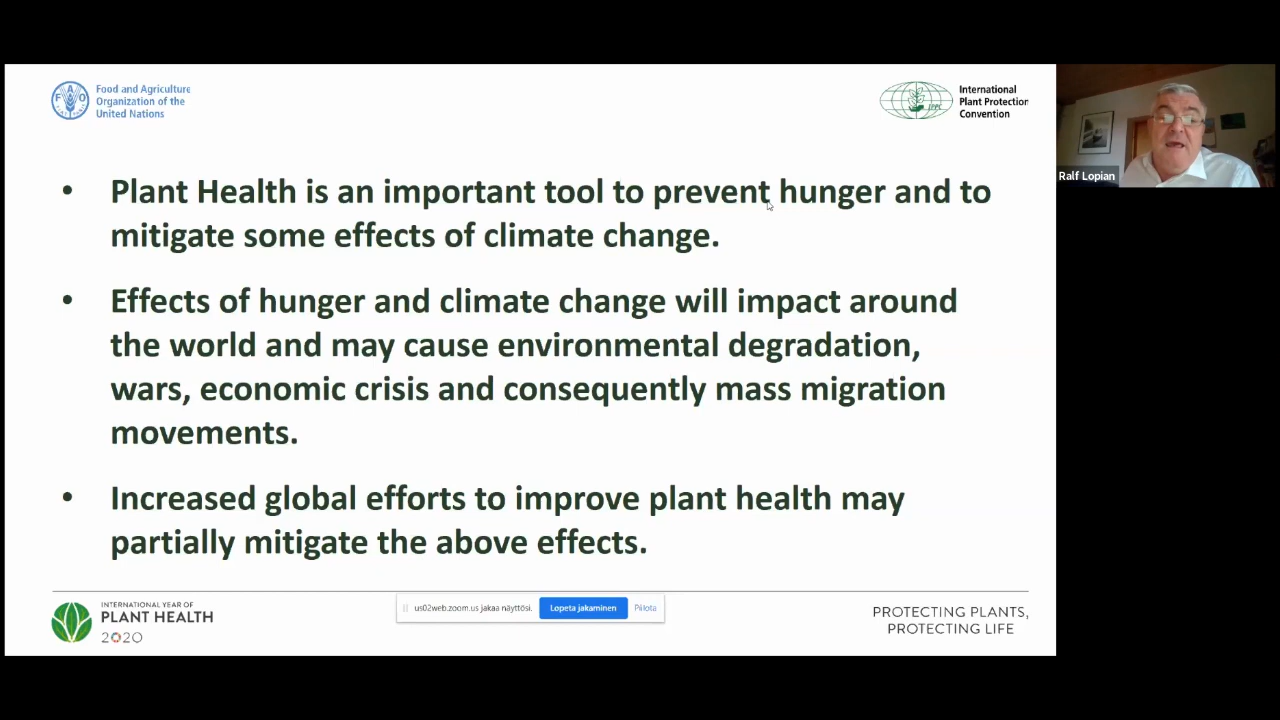 Food and Agriculture
Organization of the
United Nations
International
Plant Protection
Convention
IPPC
Ralf Lopian
• Plant Health is an important tool to prevent hunger and to
mitigate some effects of climate change.
• Effects of hunger and climate change will impact around
the world and may cause environmental degradation,
wars, economic crisis and consequently mass migration
movements.
• Increased global efforts to improve plant health may
partially mitigate the above effects.
INTERNATIONAL YEAR OF
PLANT HEALTH
2020
us02web.zoom.us jakaa näyttösi.
Lopeta jakaminen
Piilota
PROTECTING PLANTS,
PROTECTING LIFE